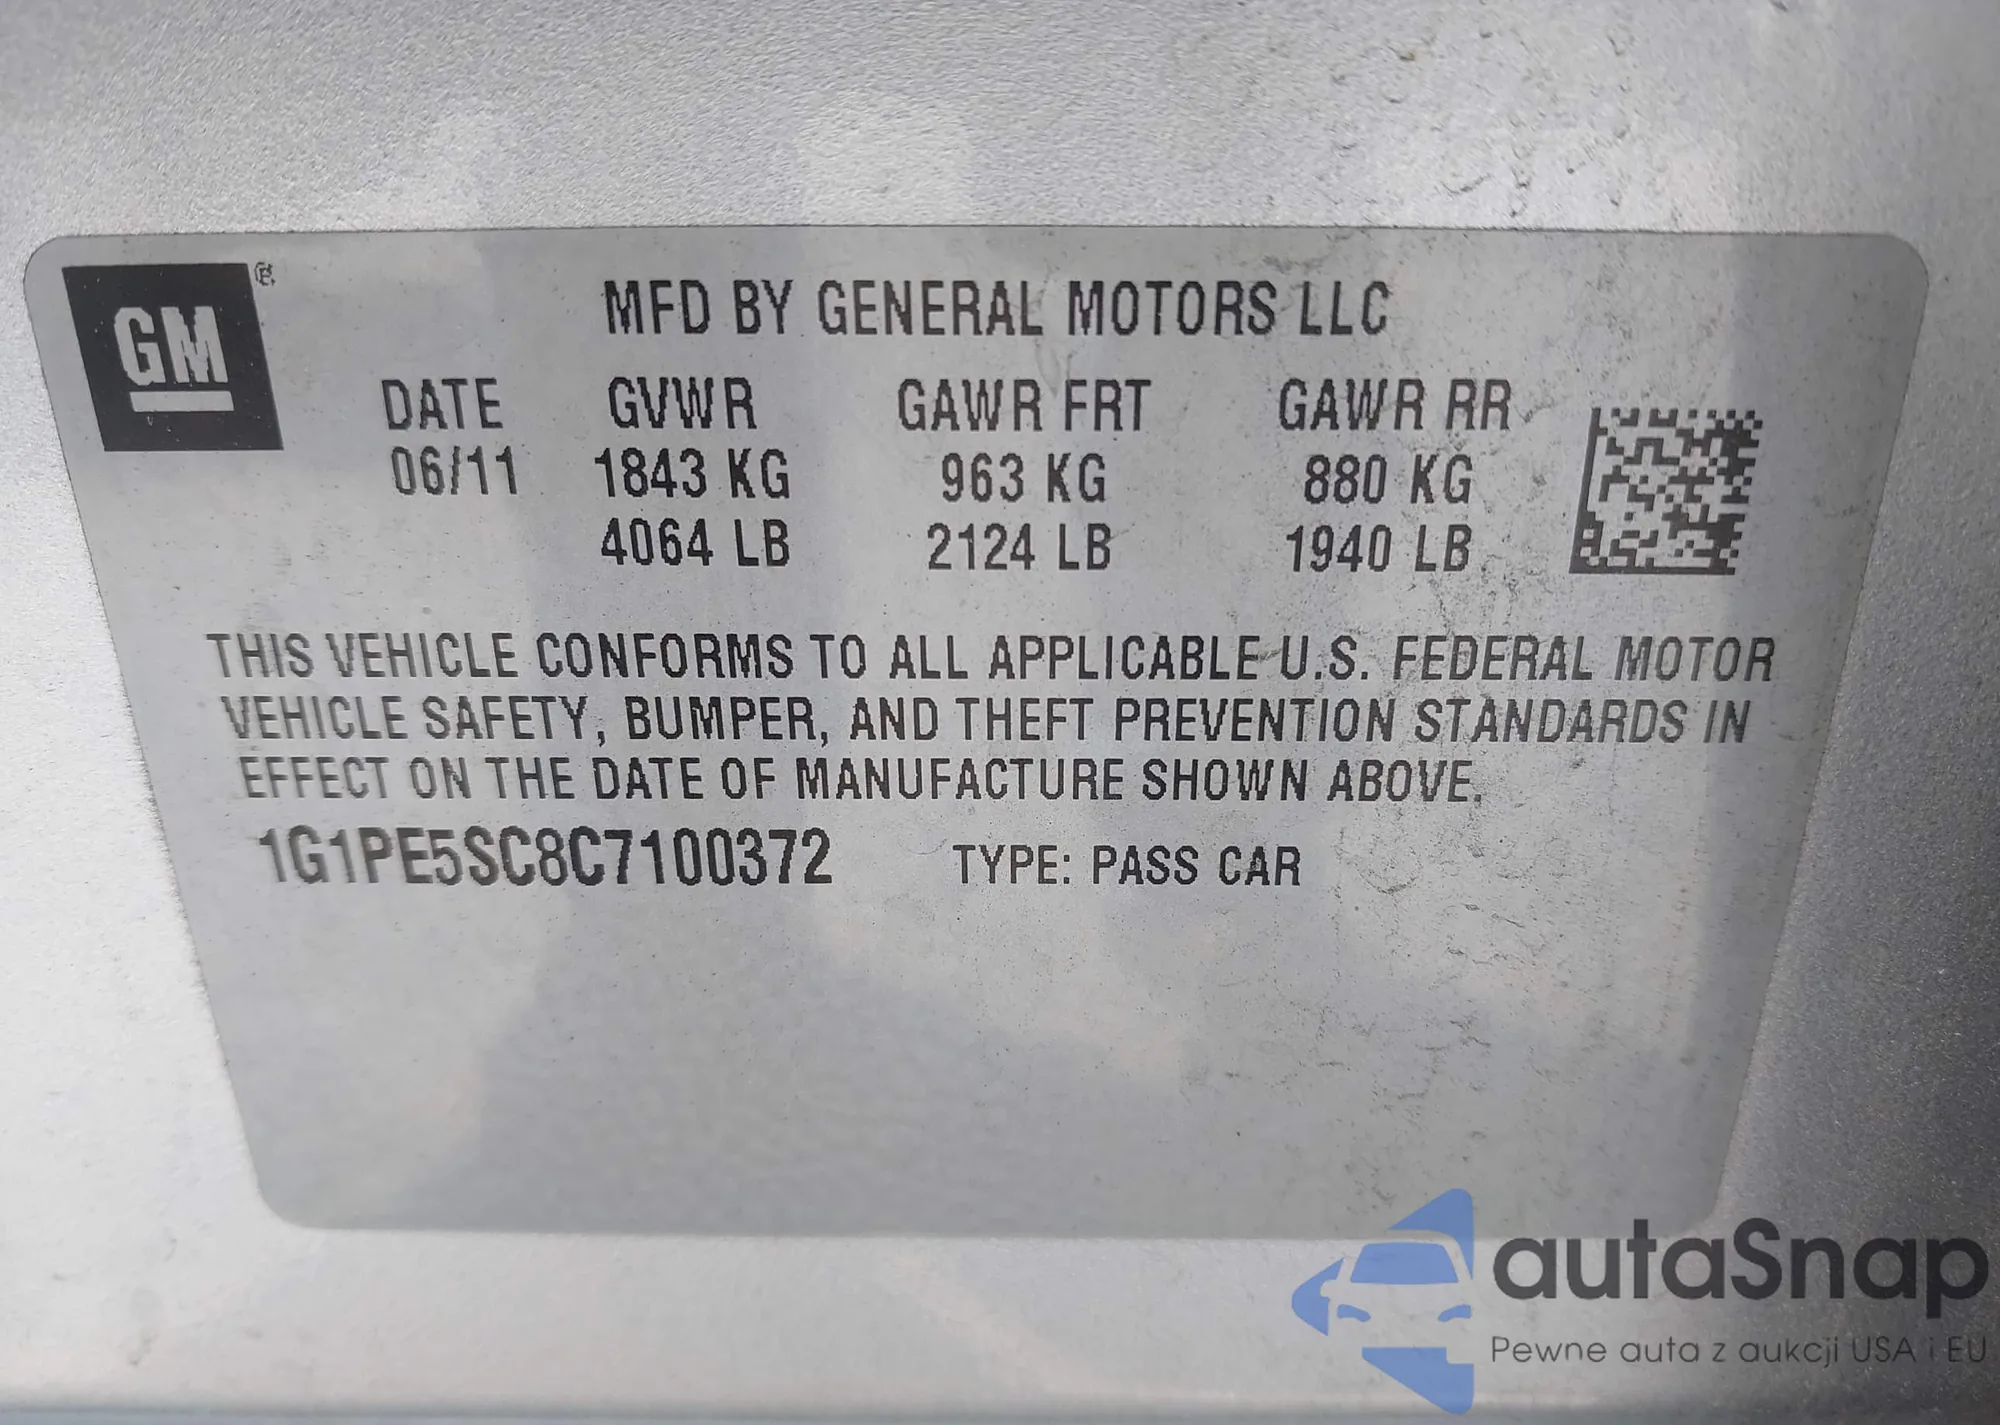 GM®
MFD BY GENERAL MOTORS LLC
DATE GVWR GAWR FRT GAWR RR
06/11 1843 KG 963 KG 880 KG
4064 LB 2124 LB 1940 LB
THIS VEHICLE CONFORMS TO ALL APPLICABLE U.S. FEDERAL MOTOR
VEHICLE SAFETY, BUMPER, AND THEFT PREVENTION STANDARDS IN
EFFECT ON THE DATE OF MANUFACTURE SHOWN ABOVE.
1G1PE5SC8C7100372 TYPE: PASS CAR
autaSnap
Pewne auta z aukcji USA i EU